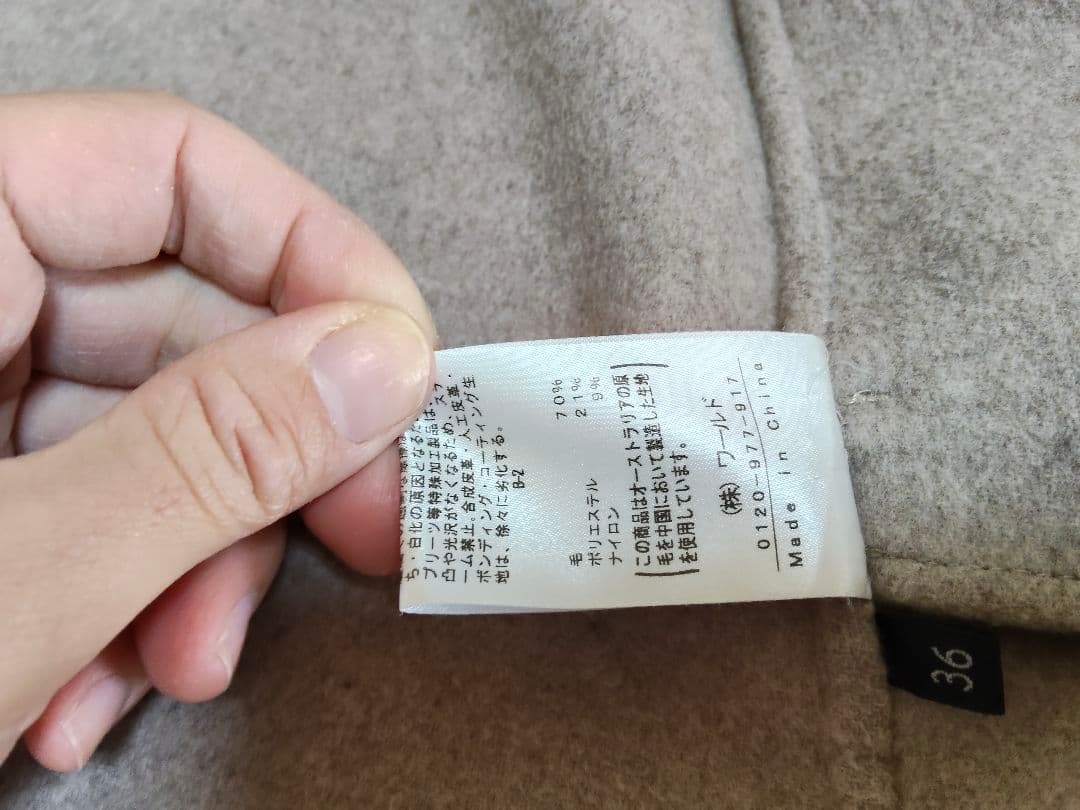 ち・白化の原因となるた
プリーツ等特殊加工製品は、スチ・
凸や光沢がなくなるため、
ーム禁止。合成皮革・人工皮革・
ボンディング・コーティング生
地は、徐々に劣化する。
B-2
毛 70%
ポリエステル 21%
ナイロン 9%
(この商品はオーストラリアの原
毛を中国において製造した生地
を使用しています。)
(株) ワールド
0120-977-917
Made in China
36